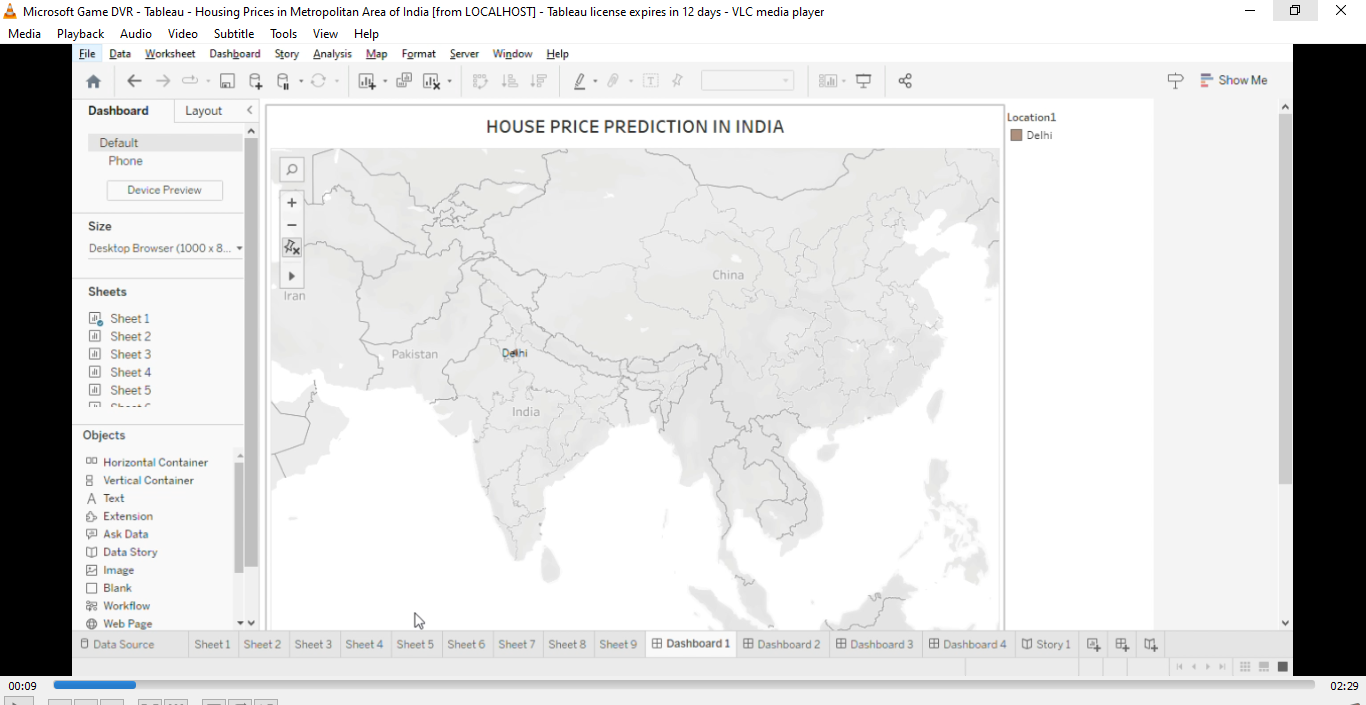 Microsoft Game DVR - Tableau - Housing Prices in Metropolitan Area of India [from LOCALHOST] - Tableau license expires in 12 days - VLC media player
Media Playback Audio Video Subtitle Tools View Help
File Data Worksheet Dashboard Story Analysis Map Format Server Window Help
Show Me
Dashboard Layout
Default
Phone
Device Preview
Size
Desktop Browser (1000 x 8...
Sheets
Sheet 1
Sheet 2
Sheet 3
Sheet 4
Sheet 5
Objects
Horizontal Container
Vertical Container
Text
Extension
Ask Data
Data Story
Image
Blank
Workflow
Web Page
HOUSE PRICE PREDICTION IN INDIA
China
Iran
Pakistan
Delhi
India
Location1
Delhi
Data Source Sheet 1 Sheet 2 Sheet 3 Sheet 4 Sheet 5 Sheet 6 Sheet 7 Sheet 8 Sheet 9 Dashboard 1 Dashboard 2 Dashboard 3 Dashboard 4 Story 1
00:09 02:29